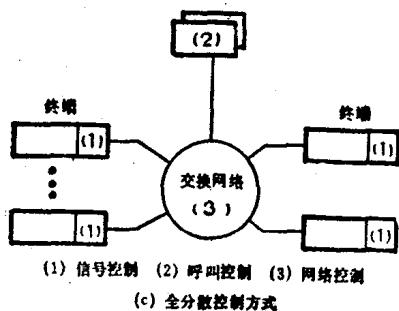 (2)
终端
终端
(1)
(1)
交换网络
(3)
(1)
(1)
(1) 信号控制 (2) 呼叫控制 (3) 网络控制
(c) 全分散控制方式